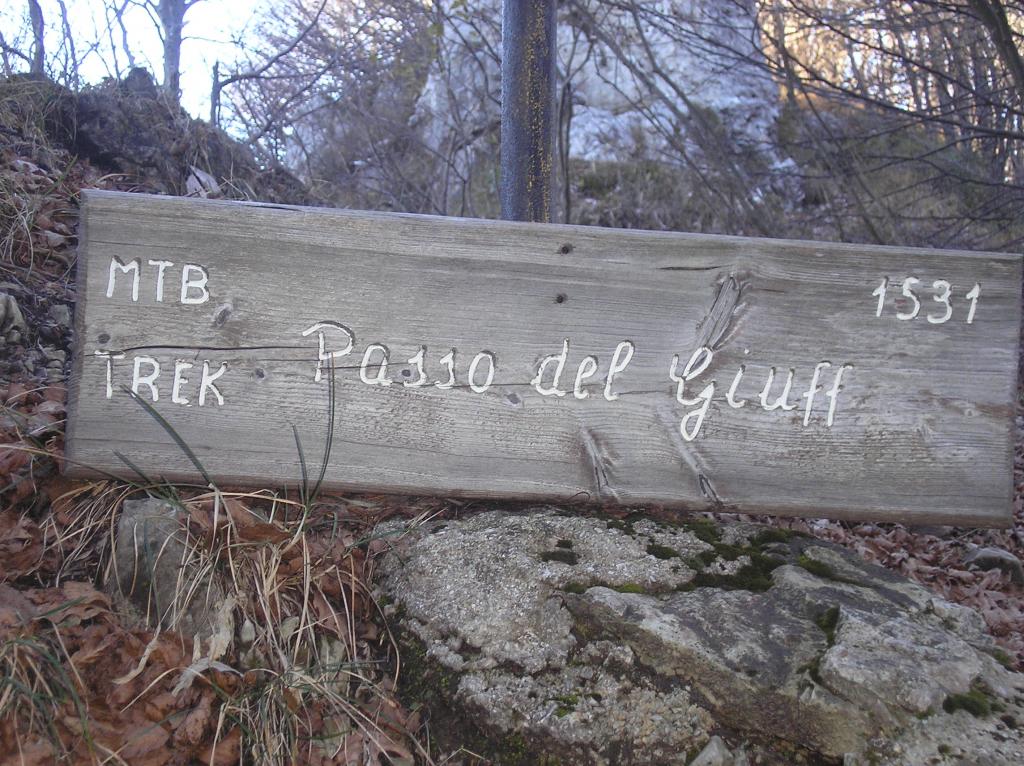 MTB 1531
TREK Passo del Giuff